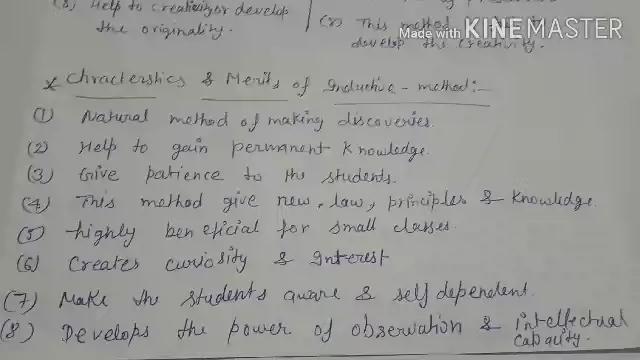 (8) Help to creativity or develop
the originality.
(8) This method
develop the creativity.
Made with KINEMASTER
* Chracterstics & Merits of Inductive - method:-
(1) Natural method of making discoveries.
(2) Help to gain permanent knowledge.
(3) Give patience to the students.
(4) This method give new, law, principles & knowledge.
(5) highly beneficial for small classes.
(6) Creates curiosity & Interest
(7) Make the students aware & self dependent.
(8) Develops the power of observation & intellectual
capacity.